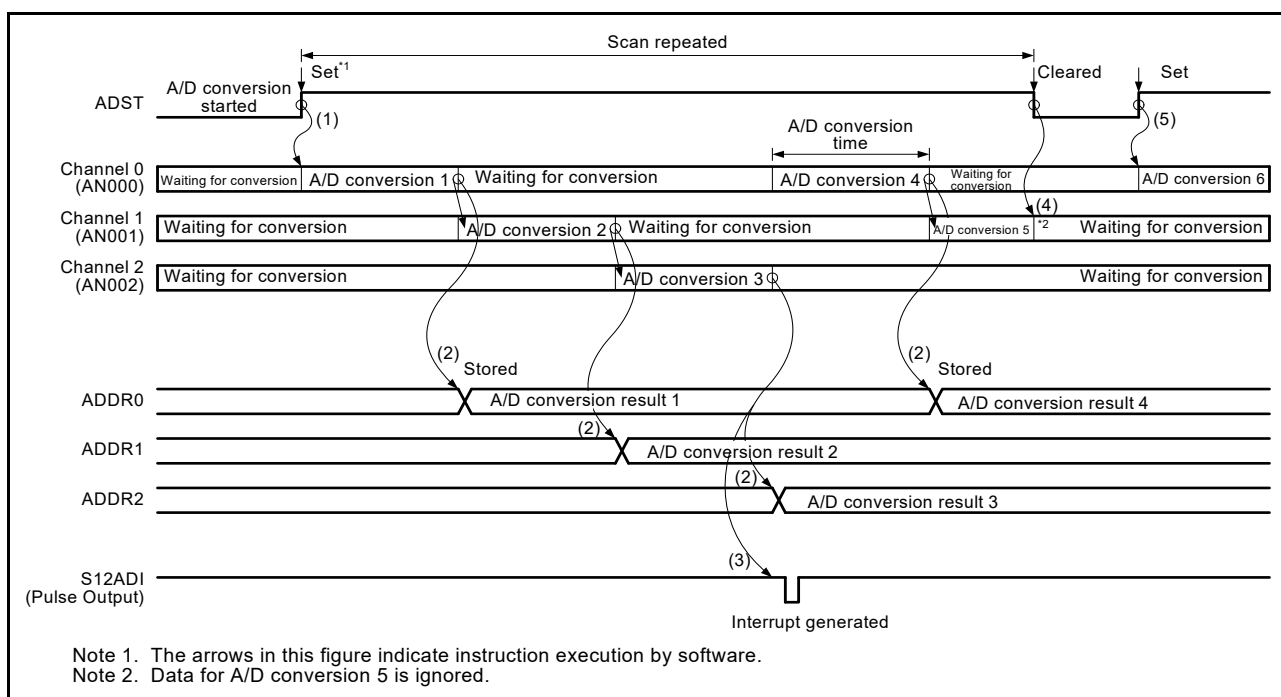 Scan repeated
Set*1
Cleared
Set
A/D conversion
started
ADST
(1)
A/D conversion
time
(5)
Channel 0
(AN000)
Waiting for conversion
A/D conversion 1
Waiting for conversion
A/D conversion 4
Waiting for
conversion
A/D conversion 6
(4)
Channel 1
(AN001)
Waiting for conversion
A/D conversion 2
Waiting for conversion
A/D conversion 5
*2
Waiting for conversion
Channel 2
(AN002)
Waiting for conversion
A/D conversion 3
Waiting for conversion
(2)
Stored
(2)
Stored
ADDR0
A/D conversion result 1
A/D conversion result 4
(2)
ADDR1
A/D conversion result 2
(2)
ADDR2
A/D conversion result 3
(3)
S12ADI
(Pulse Output)
Interrupt generated
Note 1. The arrows in this figure indicate instruction execution by software.
Note 2. Data for A/D conversion 5 is ignored.